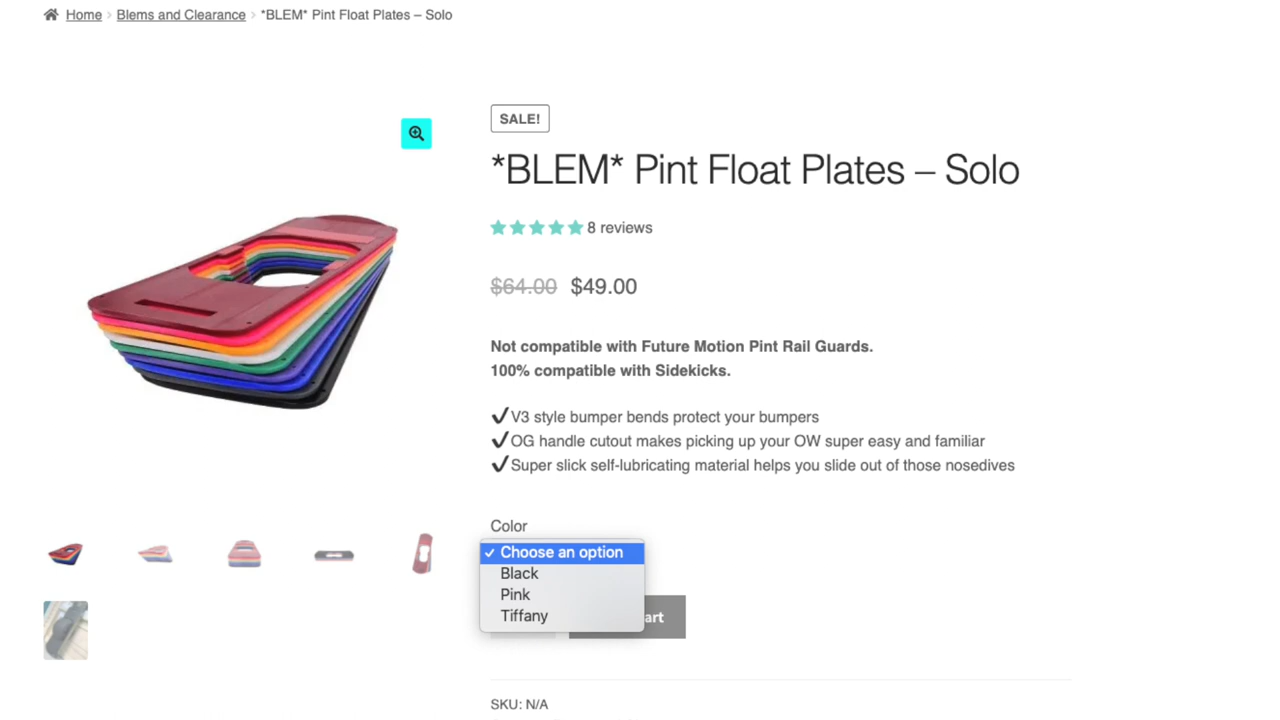 Home › Blems and Clearance › *BLEM* Pint Float Plates – Solo
SALE!
*BLEM* Pint Float Plates – Solo
8 reviews
$64.00 $49.00
Not compatible with Future Motion Pint Rail Guards.
100% compatible with Sidekicks.
✔V3 style bumper bends protect your bumpers
✔OG handle cutout makes picking up your OW super easy and familiar
✔Super slick self-lubricating material helps you slide out of those nosedives
Color
✓ Choose an option
Black
Pink
Tiffany
art
SKU: N/A